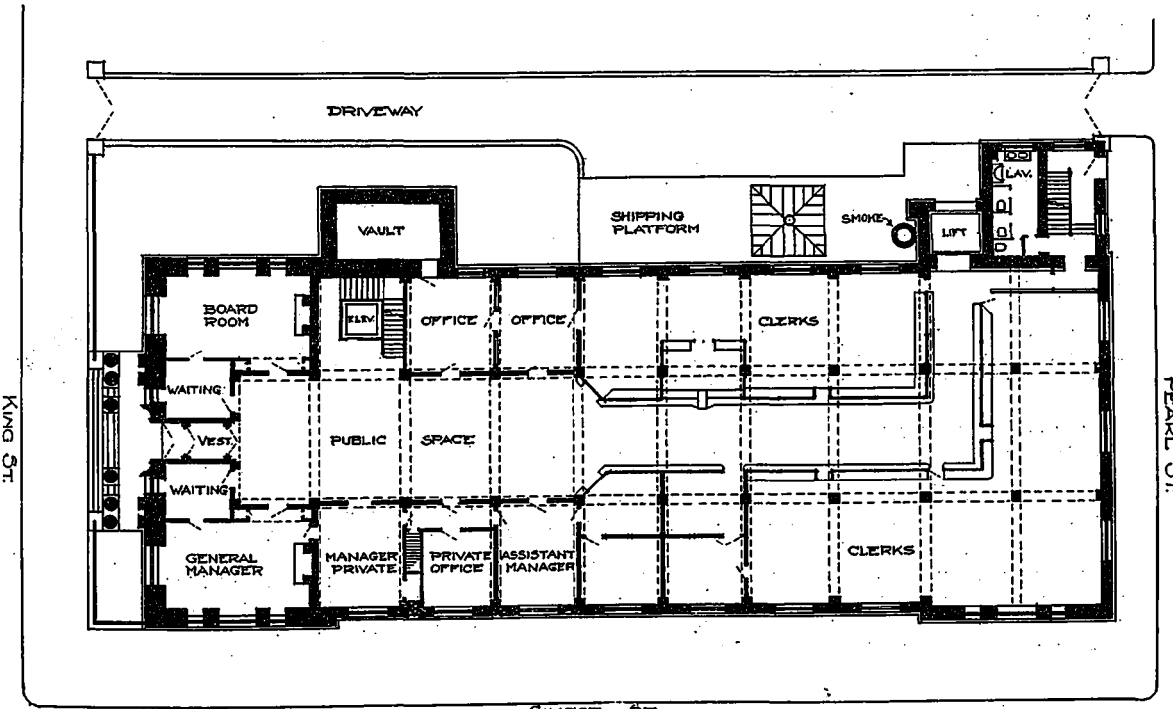 DRIVEWAY
VAULT
SHIPPING
PLATFORM
SMOKE
LAV.
LIFT
BOARD
ROOM
ELEV.
OFFICE
OFFICE
CLERKS
WAITING
KING ST.
VEST.
PUBLIC SPACE
WAITING
GENERAL
MANAGER
MANAGER
PRIVATE
PRIVATE
OFFICE
ASSISTANT
MANAGER
CLERKS
PEARL ST.